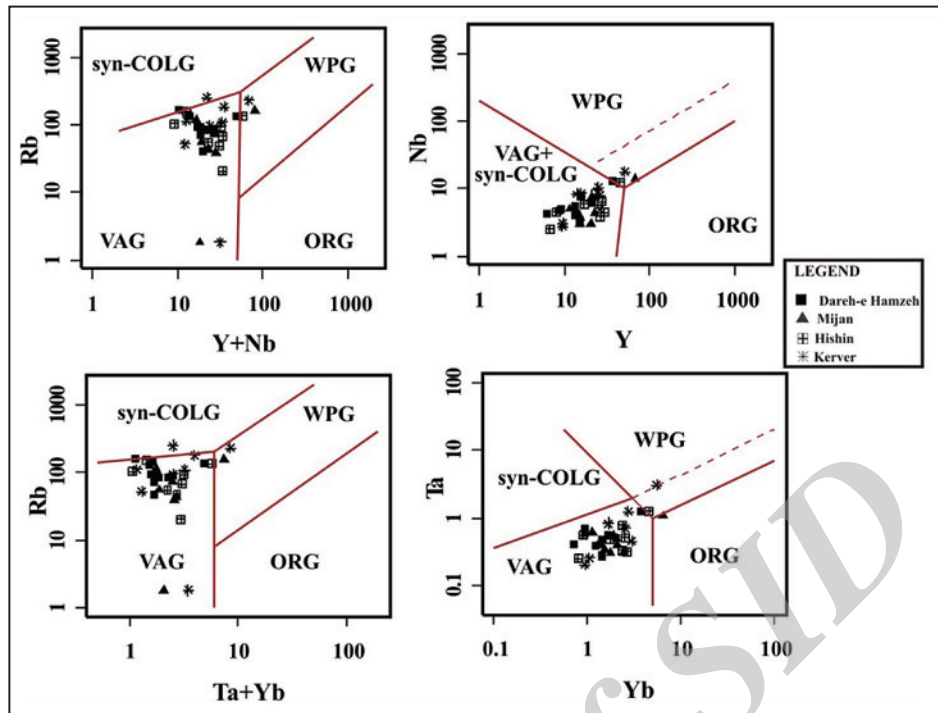 1000
syn-COLG
WPG
100
Rb
10
VAG
ORG
1
1
10
100
1000
Y+Nb
1000
WPG
100
Nb
VAG+
syn-COLG
10
ORG
1
1
10
100
1000
Y
LEGEND
Dareh-e Hamzeh
Mijan
Hishin
Kerver
1000
syn-COLG
WPG
100
Rb
10
VAG
ORG
1
1
10
100
Ta+Yb
100
WPG
10
Ta
syn-COLG
1
VAG
ORG
0.1
0.1
1
10
100
Yb
f SID